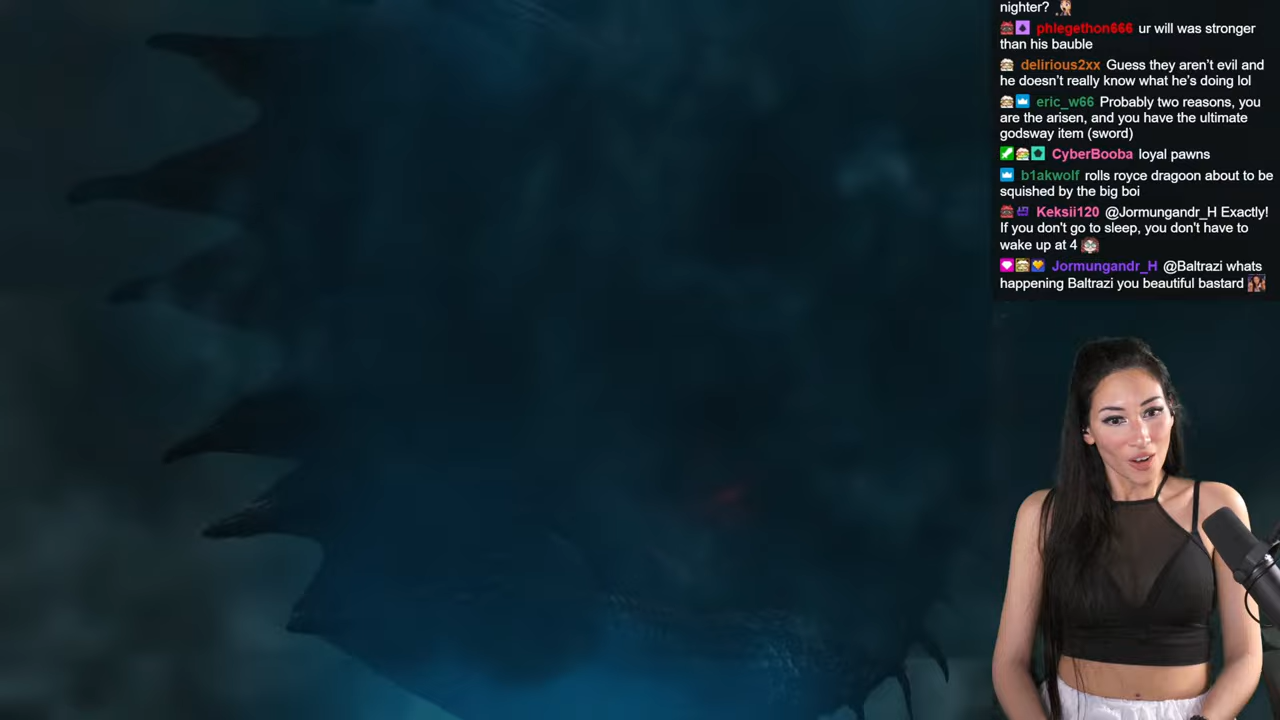 nighter?
phlegethon666 ur will was stronger
than his bauble
delirious2xx Guess they aren't evil and
he doesn't really know what he's doing lol
eric_w66 Probably two reasons, you
are the arisen, and you have the ultimate
godsway item (sword)
CyberBooba loyal pawns
b1akwolf rolls royce dragoon about to be
squished by the big boi
Keksii120 @Jormungandr_H Exactly!
If you don't go to sleep, you don't have to
wake up at 4
Jormungandr_H @Baltrazi whats
happening Baltrazi you beautiful bastard